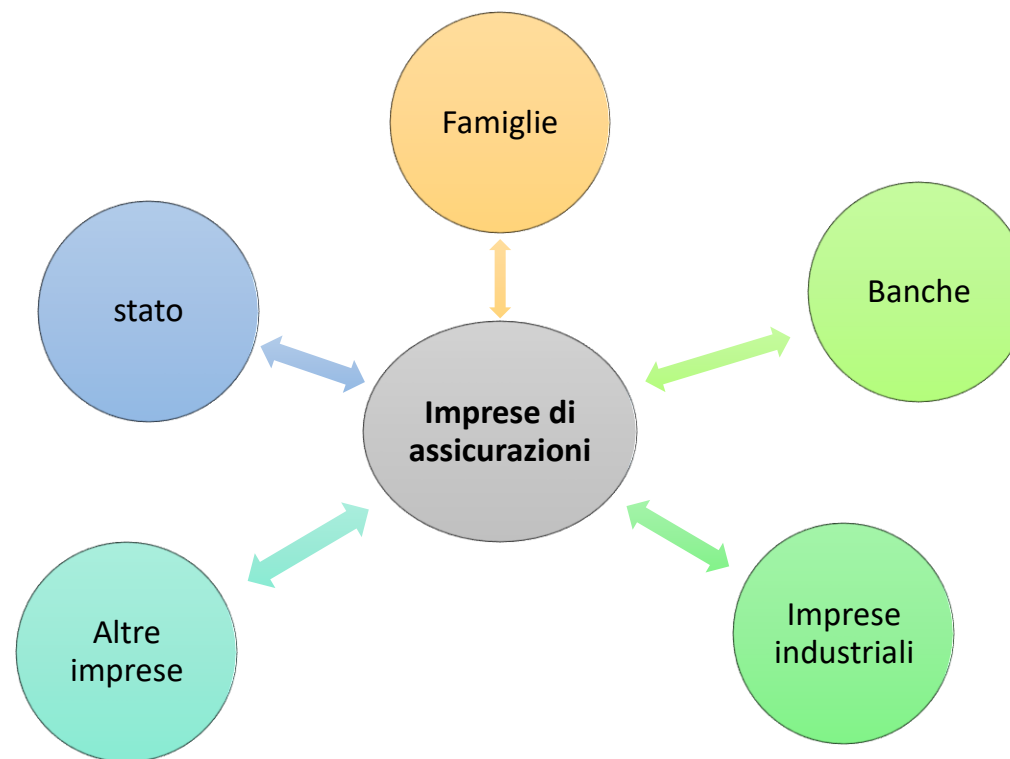 Famiglie
stato
Banche
Imprese di
assicurazioni
Altre
imprese
Imprese
industriali